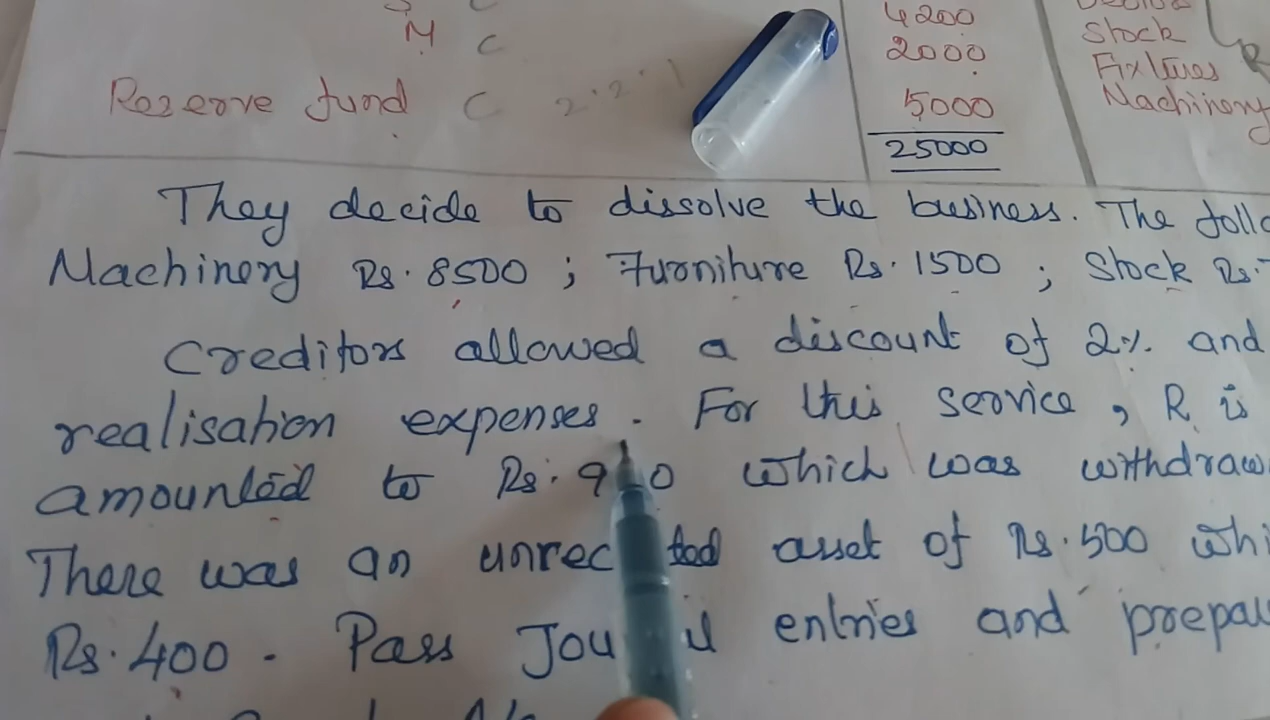 4200
M C 2000 Stock
Fixtures
Reserve fund C 2:2:1 5000 Machinery
25000
They decide to dissolve the business. The follo
Machinery Rs. 8500 ; Furniture Rs. 1500 ; Stock Rs.
Creditors allowed a discount of 2% and
realisation expenses. For this service, R is
amounted to Rs. which was withdraw
There was an asset of Rs. 500 whi
Rs. 400. Pass entries and prepa